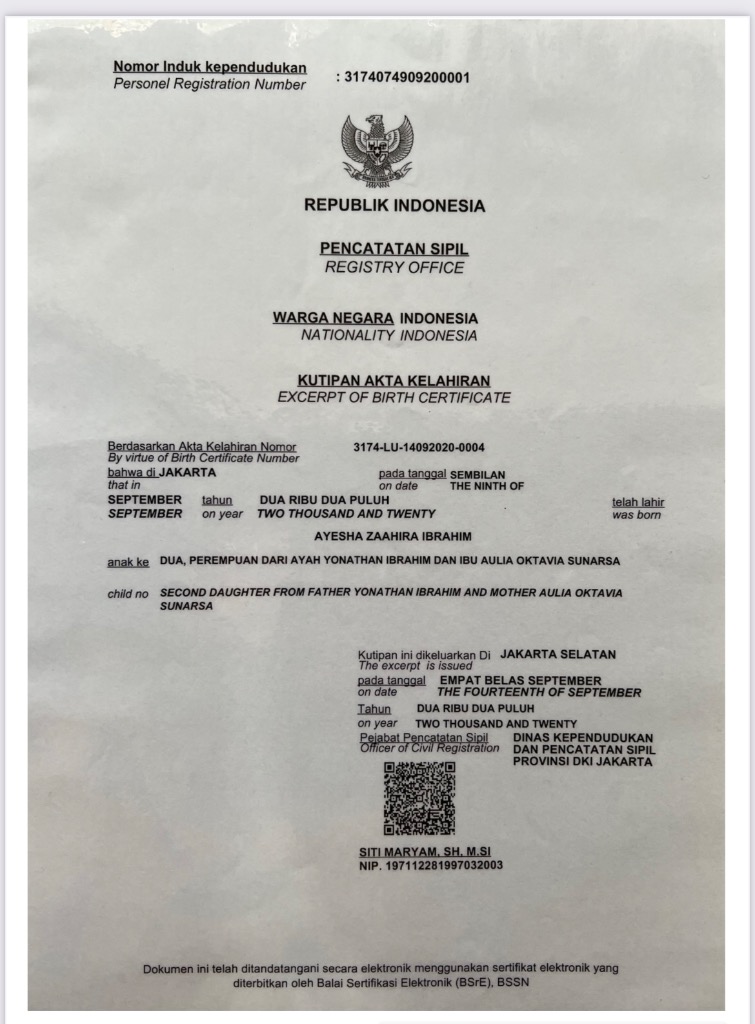 Nomor Induk kependudukan : 3174074909200001
Personel Registration Number
REPUBLIK INDONESIA
PENCATATAN SIPIL
REGISTRY OFFICE
WARGA NEGARA INDONESIA
NATIONALITY INDONESIA
KUTIPAN AKTA KELAHIRAN
EXCERPT OF BIRTH CERTIFICATE
Berdasarkan Akta Kelahiran Nomor 3174-LU-14092020-0004
By virtue of Birth Certificate Number
bahwa di JAKARTA pada tanggal SEMBILAN
that in on date THE NINTH OF
SEPTEMBER tahun DUA RIBU DUA PULUH telah lahir
SEPTEMBER on year TWO THOUSAND AND TWENTY was born
AYESHA ZAAHIRA IBRAHIM
anak ke DUA, PEREMPUAN DARI AYAH YONATHAN IBRAHIM DAN IBU AULIA OKTAVIA SUNARSA
child no SECOND DAUGHTER FROM FATHER YONATHAN IBRAHIM AND MOTHER AULIA OKTAVIA
SUNARSA
Kutipan ini dikeluarkan Di JAKARTA SELATAN
The excerpt is issued
pada tanggal EMPAT BELAS SEPTEMBER
on date THE FOURTEENTH OF SEPTEMBER
Tahun DUA RIBU DUA PULUH
on year TWO THOUSAND AND TWENTY
Pejabat Pencatatan Sipil DINAS KEPENDUDUKAN
Officer of Civil Registration DAN PENCATATAN SIPIL
PROVINSI DKI JAKARTA
SITI MARYAM, SH, M.SI
NIP. 197112281997032003
Dokumen ini telah ditandatangani secara elektronik menggunakan sertifikat elektronik yang
diterbitkan oleh Balai Sertifikasi Elektronik (BSrE), BSSN